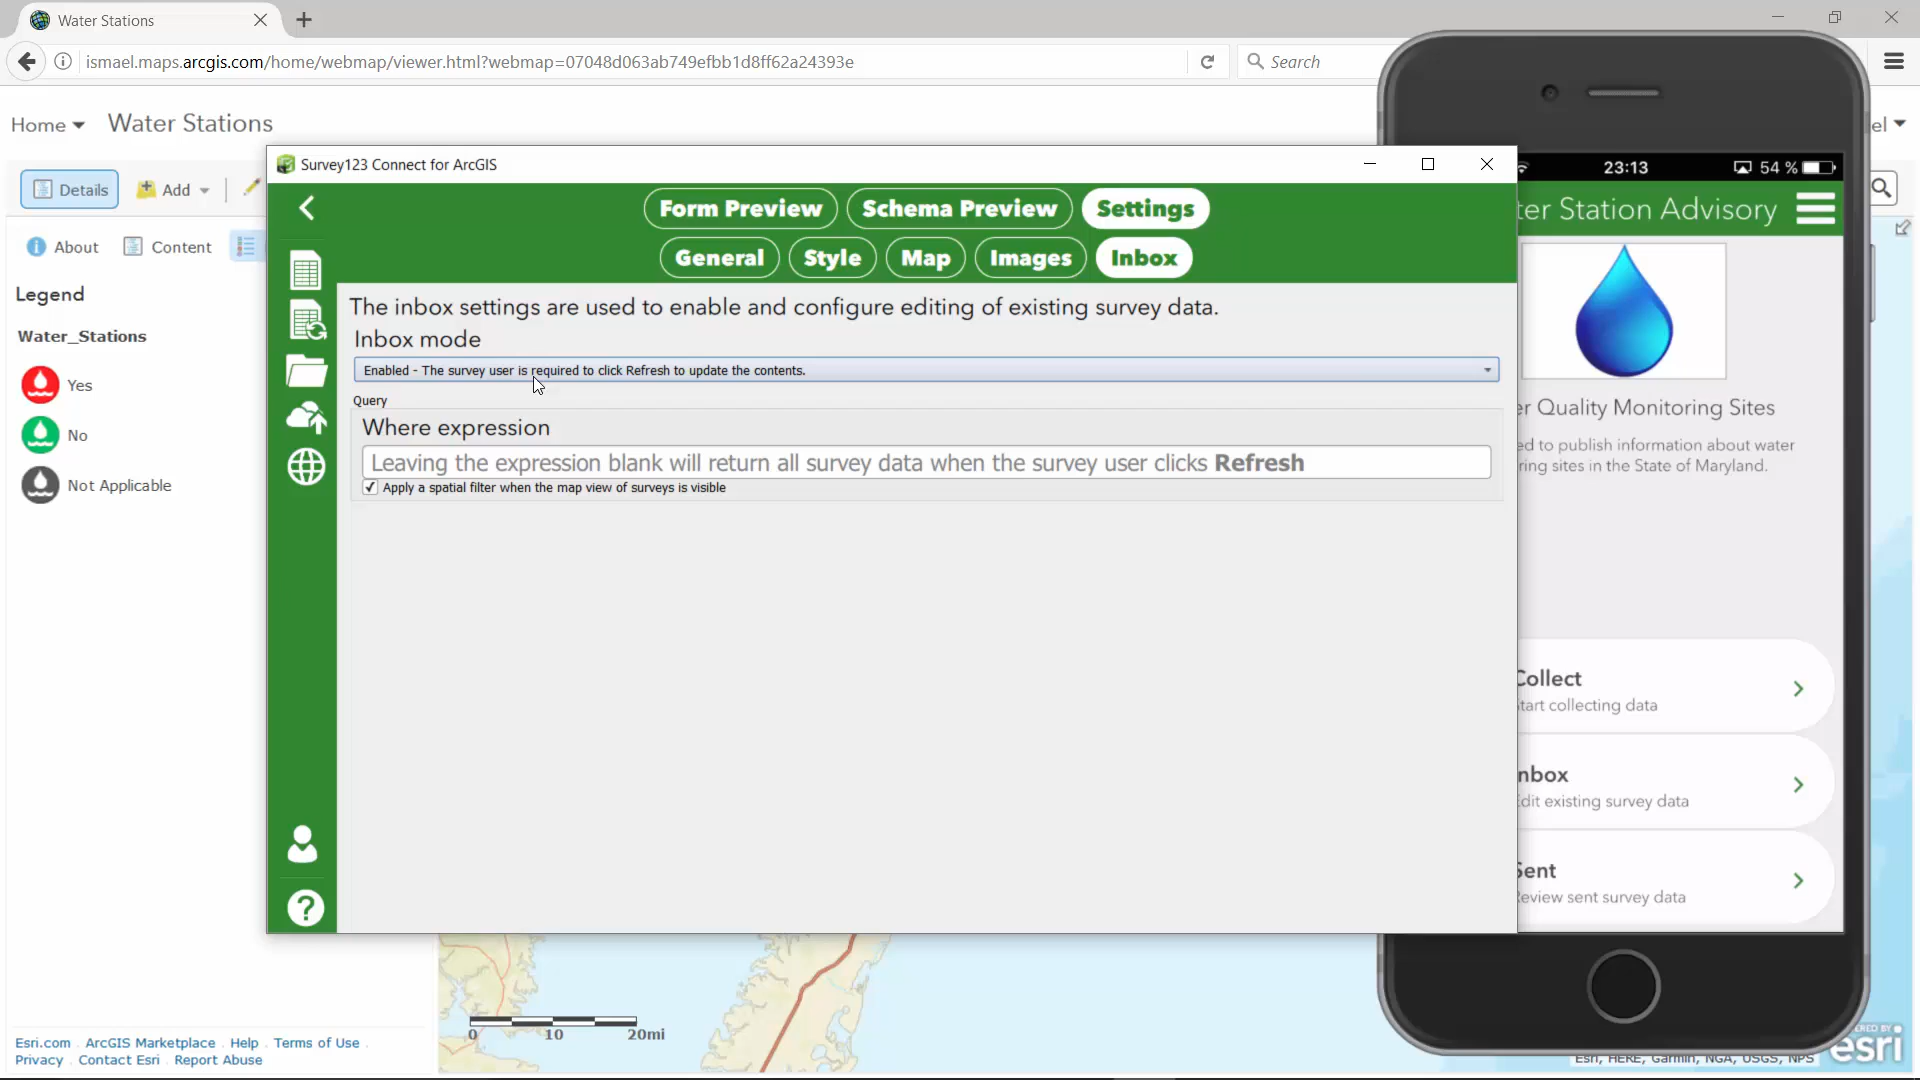 Water Stations
ismael.maps.arcgis.com/home/webmap/viewer.html?webmap=07048d063ab749efbb1d8ff62a24393e
Search
Home
Water Stations
el
Details
Add
About
Content
Legend
Water_Stations
Yes
No
Not Applicable
Esri.com . ArcGIS Marketplace . Help . Terms of Use .
Privacy . Contact Esri . Report Abuse
Survey123 Connect for ArcGIS
Form Preview
Schema Preview
Settings
General
Style
Map
Images
Inbox
The inbox settings are used to enable and configure editing of existing survey data.
Inbox mode
Enabled - The survey user is required to click Refresh to update the contents.
Query
Where expression
Leaving the expression blank will return all survey data when the survey user clicks Refresh
Apply a spatial filter when the map view of surveys is visible
?
23:13
54 %
ter Station Advisory
er Quality Monitoring Sites
ed to publish information about water
ring sites in the State of Maryland.
Collect
tart collecting data
nbox
dit existing survey data
Sent
eview sent survey data
0 10 20mi
ERED BY
esri
Esri, HERE, Garmin, NGA, USGS, NPS